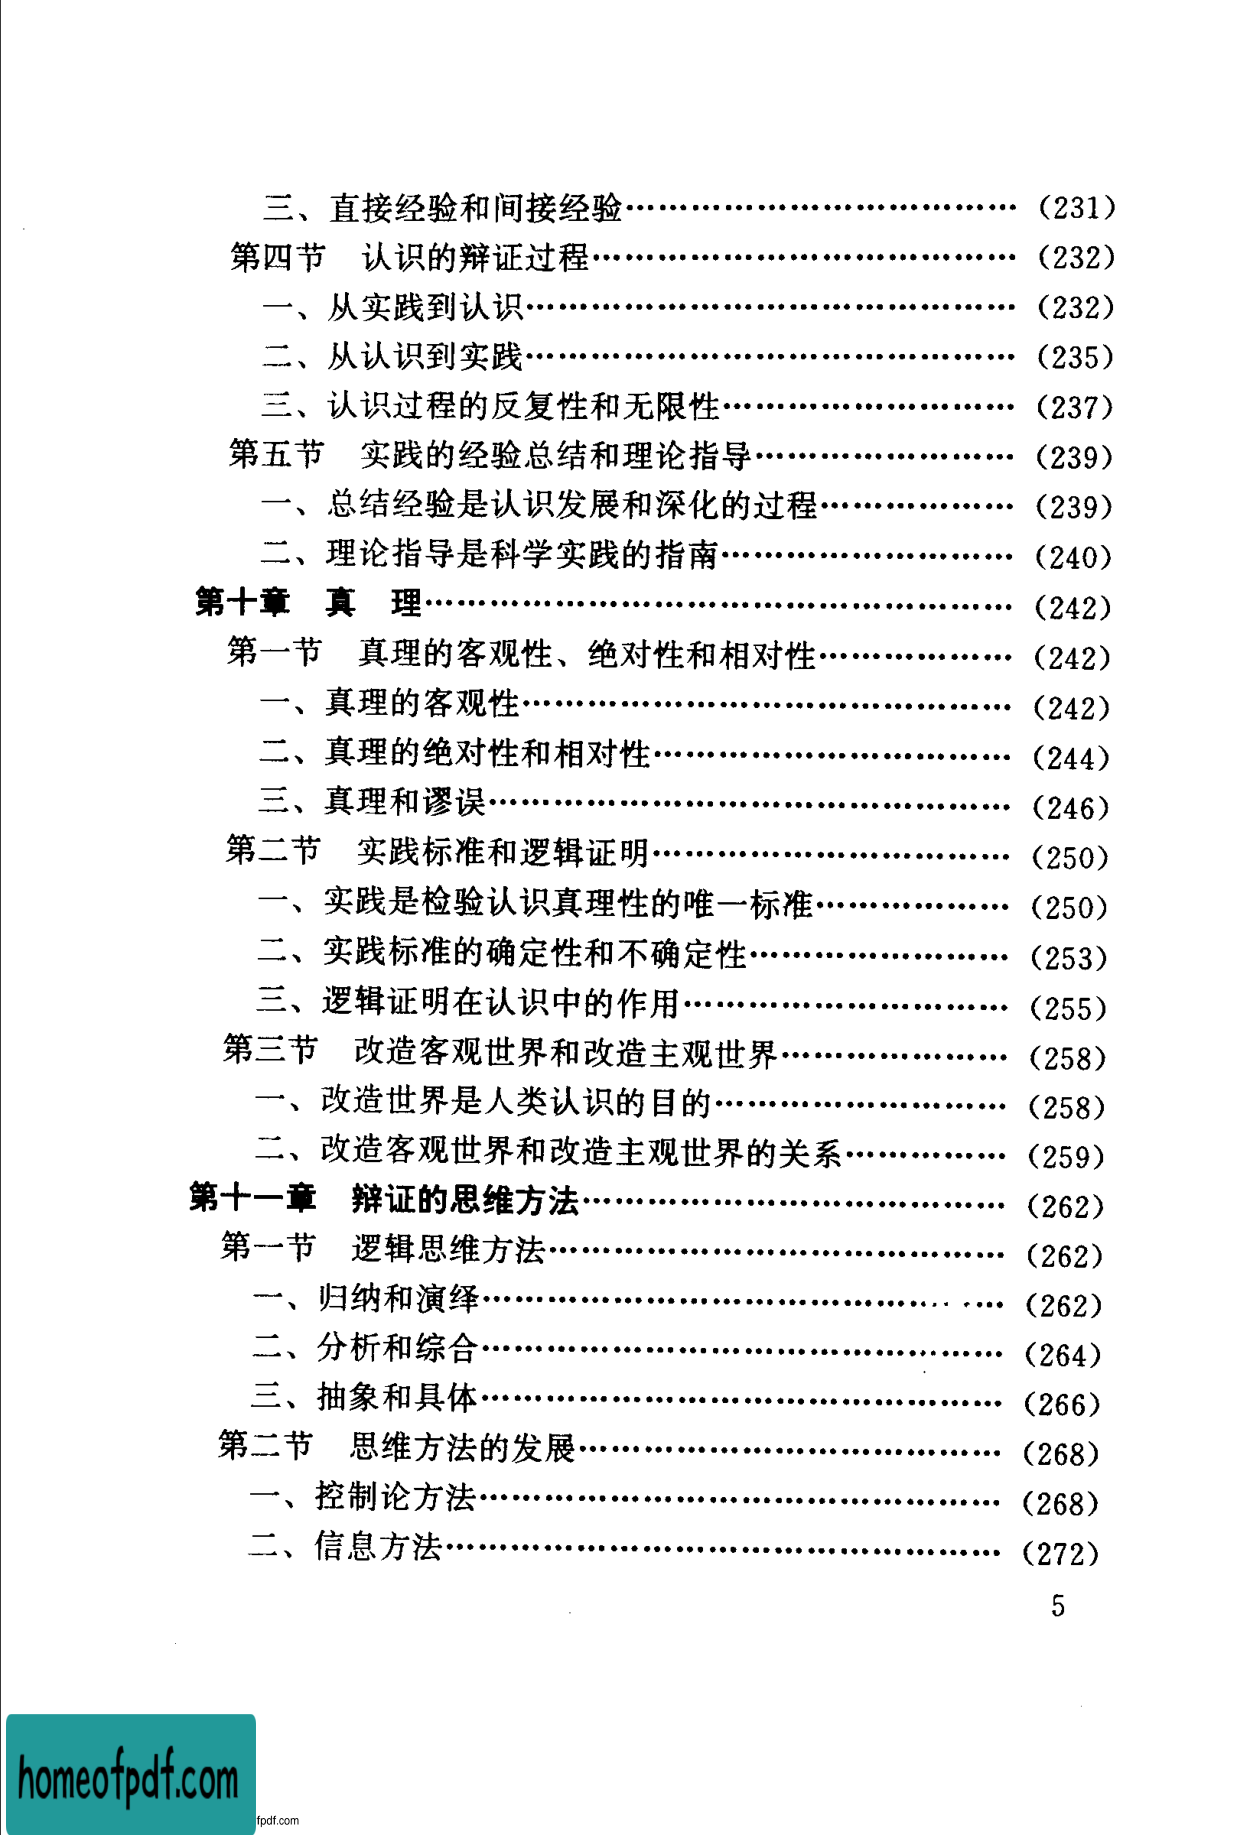 三、直接经验和间接经验……………………………… (231)
第四节　认识的辩证过程………………………………… (232)
一、从实践到认识……………………………………… (232)
二、从认识到实践……………………………………… (235)
三、认识过程的反复性和无限性……………………… (237)
第五节　实践的经验总结和理论指导…………………… (239)
一、总结经验是认识发展和深化的过程……………… (239)
二、理论指导是科学实践的指南……………………… (240)
第十章　真　理……………………………………………… (242)
第一节　真理的客观性、绝对性和相对性……………… (242)
一、真理的客观性……………………………………… (242)
二、真理的绝对性和相对性…………………………… (244)
三、真理和谬误………………………………………… (246)
第二节　实践标准和逻辑证明…………………………… (250)
一、实践是检验认识真理性的唯一标准……………… (250)
二、实践标准的确定性和不确定性…………………… (253)
三、逻辑证明在认识中的作用………………………… (255)
第三节　改造客观世界和改造主观世界………………… (258)
一、改造世界是人类认识的目的……………………… (258)
二、改造客观世界和改造主观世界的关系…………… (259)
第十一章　辩证的思维方法………………………………… (262)
第一节　逻辑思维方法…………………………………… (262)
一、归纳和演绎………………………………………… (262)
二、分析和综合………………………………………… (264)
三、抽象和具体………………………………………… (266)
第二节　思维方法的发展………………………………… (268)
一、控制论方法………………………………………… (268)
二、信息方法…………………………………………… (272)
5
homeofpdf.com
fpdf.com